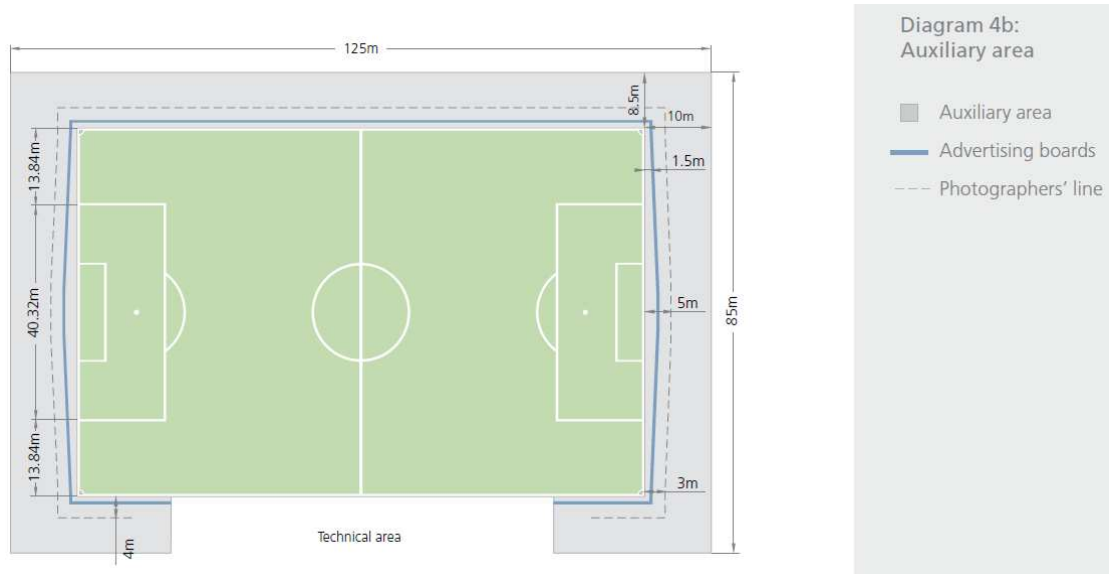 125m
8.5m
10m
13.84m
1.5m
40.32m
5m
85m
13.84m
3m
Technical area
4m
Diagram 4b:
Auxiliary area
Auxiliary area
Advertising boards
Photographers’ line